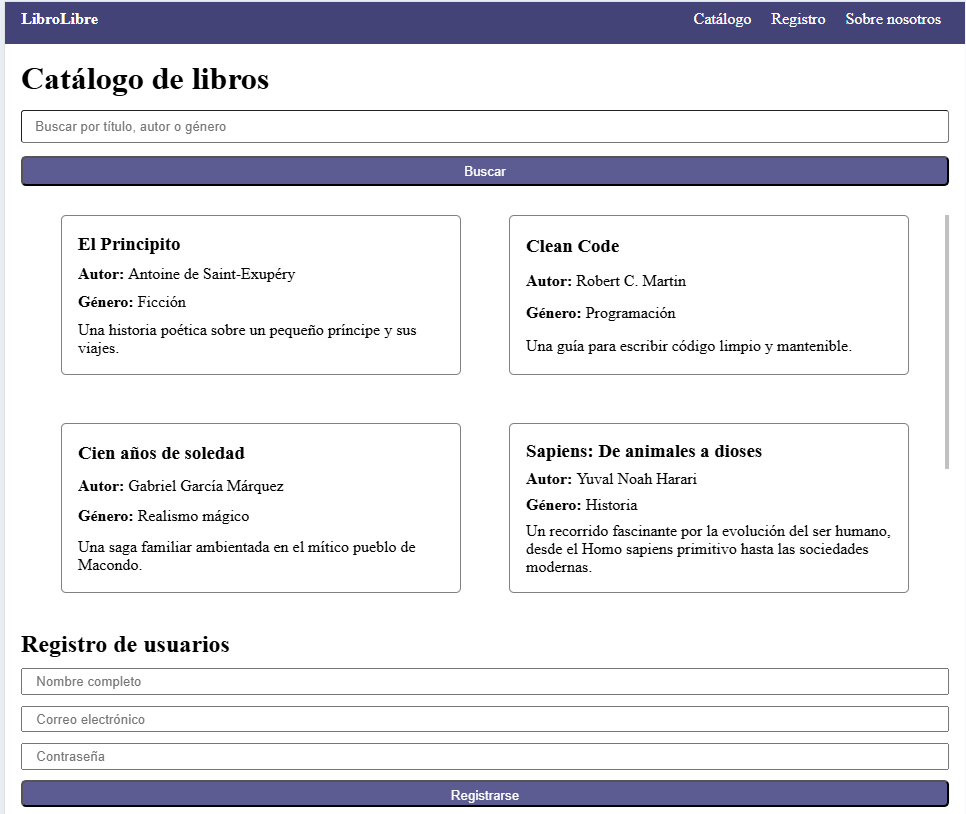 LibroLibre
Catálogo Registro Sobre nosotros
Catálogo de libros
Buscar por título, autor o género
Buscar
El Principito
Autor: Antoine de Saint-Exupéry
Género: Ficción
Una historia poética sobre un pequeño príncipe y sus
viajes.
Clean Code
Autor: Robert C. Martin
Género: Programación
Una guía para escribir código limpio y mantenible.
Cien años de soledad
Autor: Gabriel García Márquez
Género: Realismo mágico
Una saga familiar ambientada en el mítico pueblo de
Macondo.
Sapiens: De animales a dioses
Autor: Yuval Noah Harari
Género: Historia
Un recorrido fascinante por la evolución del ser humano,
desde el Homo sapiens primitivo hasta las sociedades
modernas.
Registro de usuarios
Nombre completo
Correo electrónico
Contraseña
Registrarse